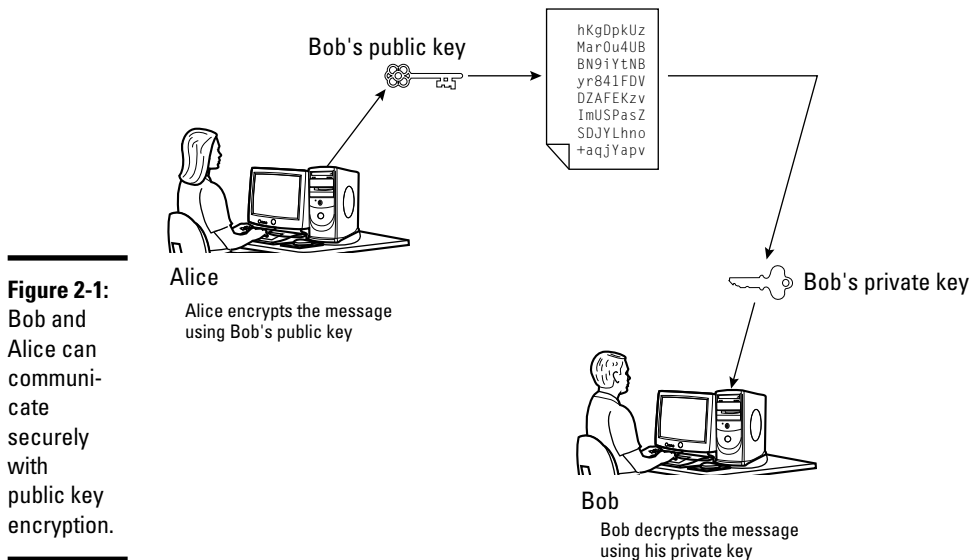 Bob's public key
hKgDpkUz
MarOu4UB
BN9iYtNB
yr841FDV
DZAFEKzv
ImUSPasZ
SDJYLhno
+aqjYapv
Alice
Alice encrypts the message
using Bob's public key
Bob's private key
Bob
Bob decrypts the message
using his private key
Figure 2-1:
Bob and
Alice can
communi-
cate
securely
with
public key
encryption.